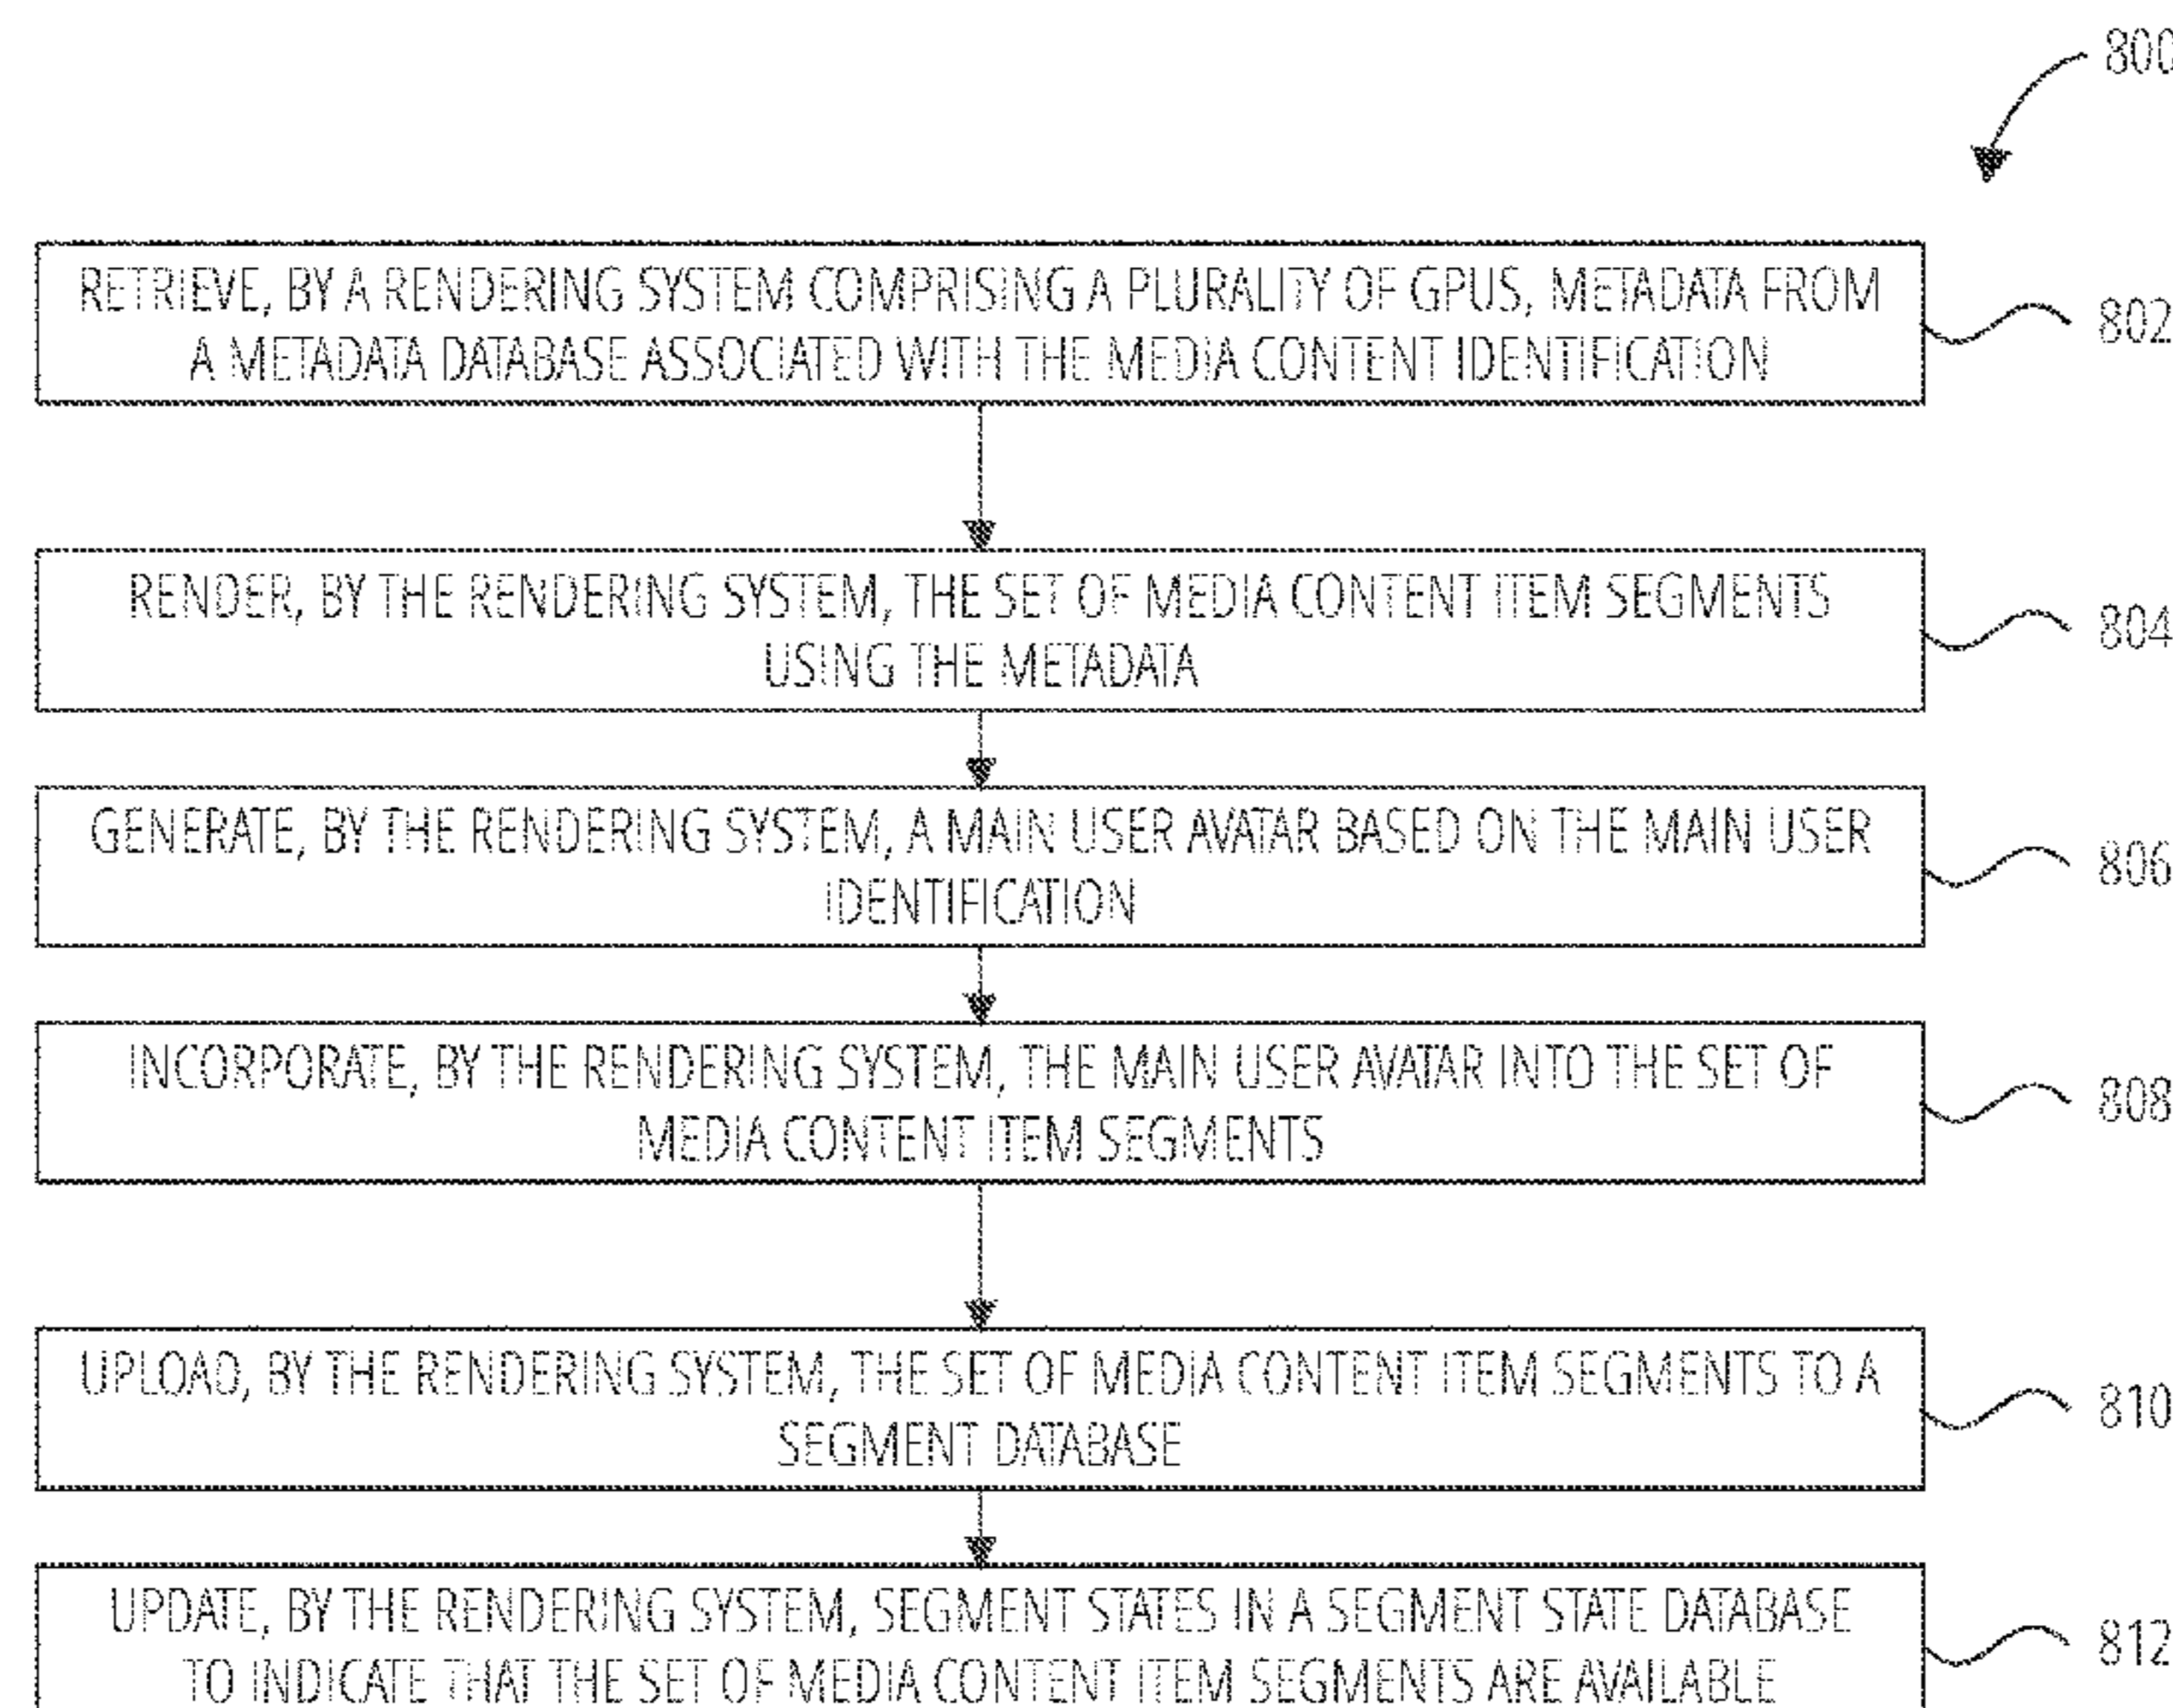 800
RETRIEVE, BY A RENDERING SYSTEM COMPRISING A PLURALITY OF GPUS, METADATA FROM
A METADATA DATABASE ASSOCIATED WITH THE MEDIA CONTENT IDENTIFICATION
802
RENDER, BY THE RENDERING SYSTEM, THE SET OF MEDIA CONTENT ITEM SEGMENTS
USING THE METADATA
804
GENERATE, BY THE RENDERING SYSTEM, A MAIN USER AVATAR BASED ON THE MAIN USER
IDENTIFICATION
806
INCORPORATE, BY THE RENDERING SYSTEM, THE MAIN USER AVATAR INTO THE SET OF
MEDIA CONTENT ITEM SEGMENTS
808
UPLOAD, BY THE RENDERING SYSTEM, THE SET OF MEDIA CONTENT ITEM SEGMENTS TO A
SEGMENT DATABASE
810
UPDATE, BY THE RENDERING SYSTEM, SEGMENT STATES IN A SEGMENT STATE DATABASE
TO INDICATE THAT THE SET OF MEDIA CONTENT ITEM SEGMENTS ARE AVAILABLE
812